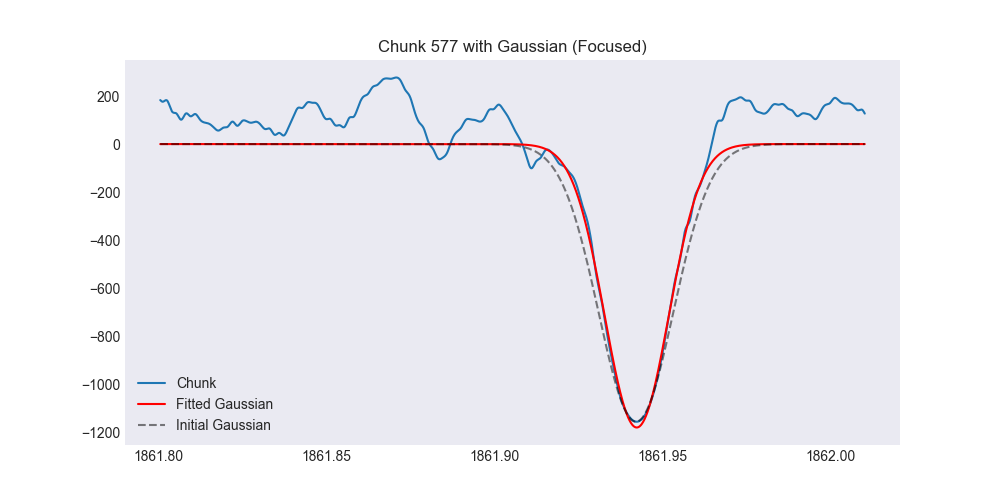 Chunk 577 with Gaussian (Focused)
200
0
−200
−400
−600
−800
−1000
−1200
Chunk
Fitted Gaussian
Initial Gaussian
1861.80 1861.85 1861.90 1861.95 1862.00